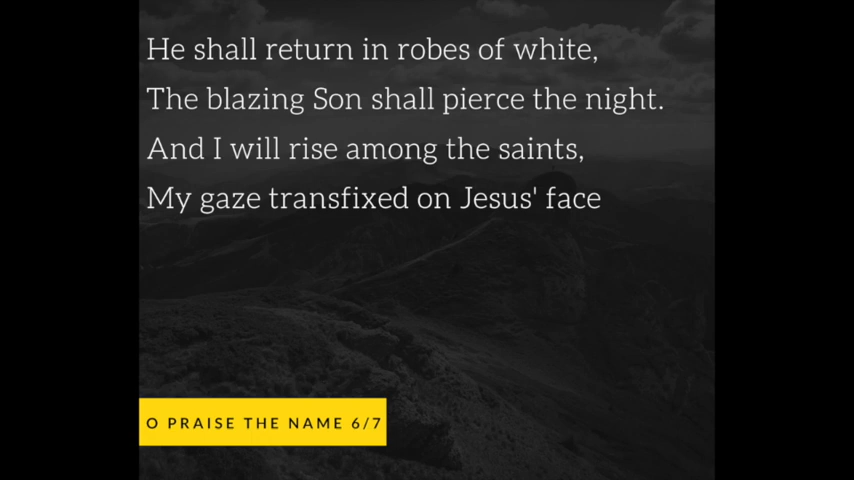 He shall return in robes of white,
The blazing Son shall pierce the night.
And I will rise among the saints,
My gaze transfixed on Jesus' face
O PRAISE THE NAME 6/7